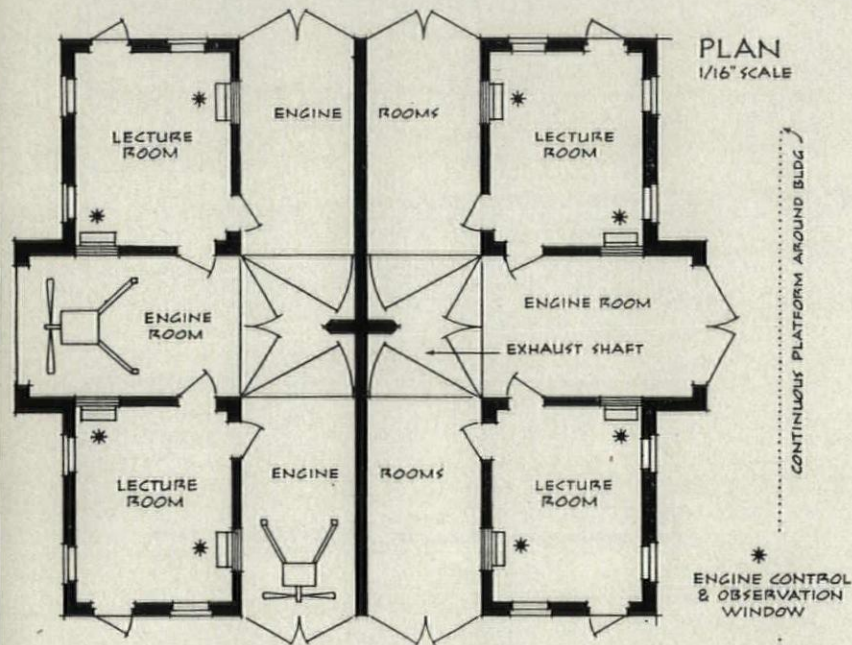 PLAN
1/16" SCALE
ENGINE ROOMS
LECTURE
ROOM
LECTURE
ROOM
CONTINUOUS PLATFORM AROUND BLDG
ENGINE
ROOM
ENGINE ROOM
EXHAUST SHAFT
ENGINE ROOMS
LECTURE
ROOM
LECTURE
ROOM
* ENGINE CONTROL
& OBSERVATION
WINDOW